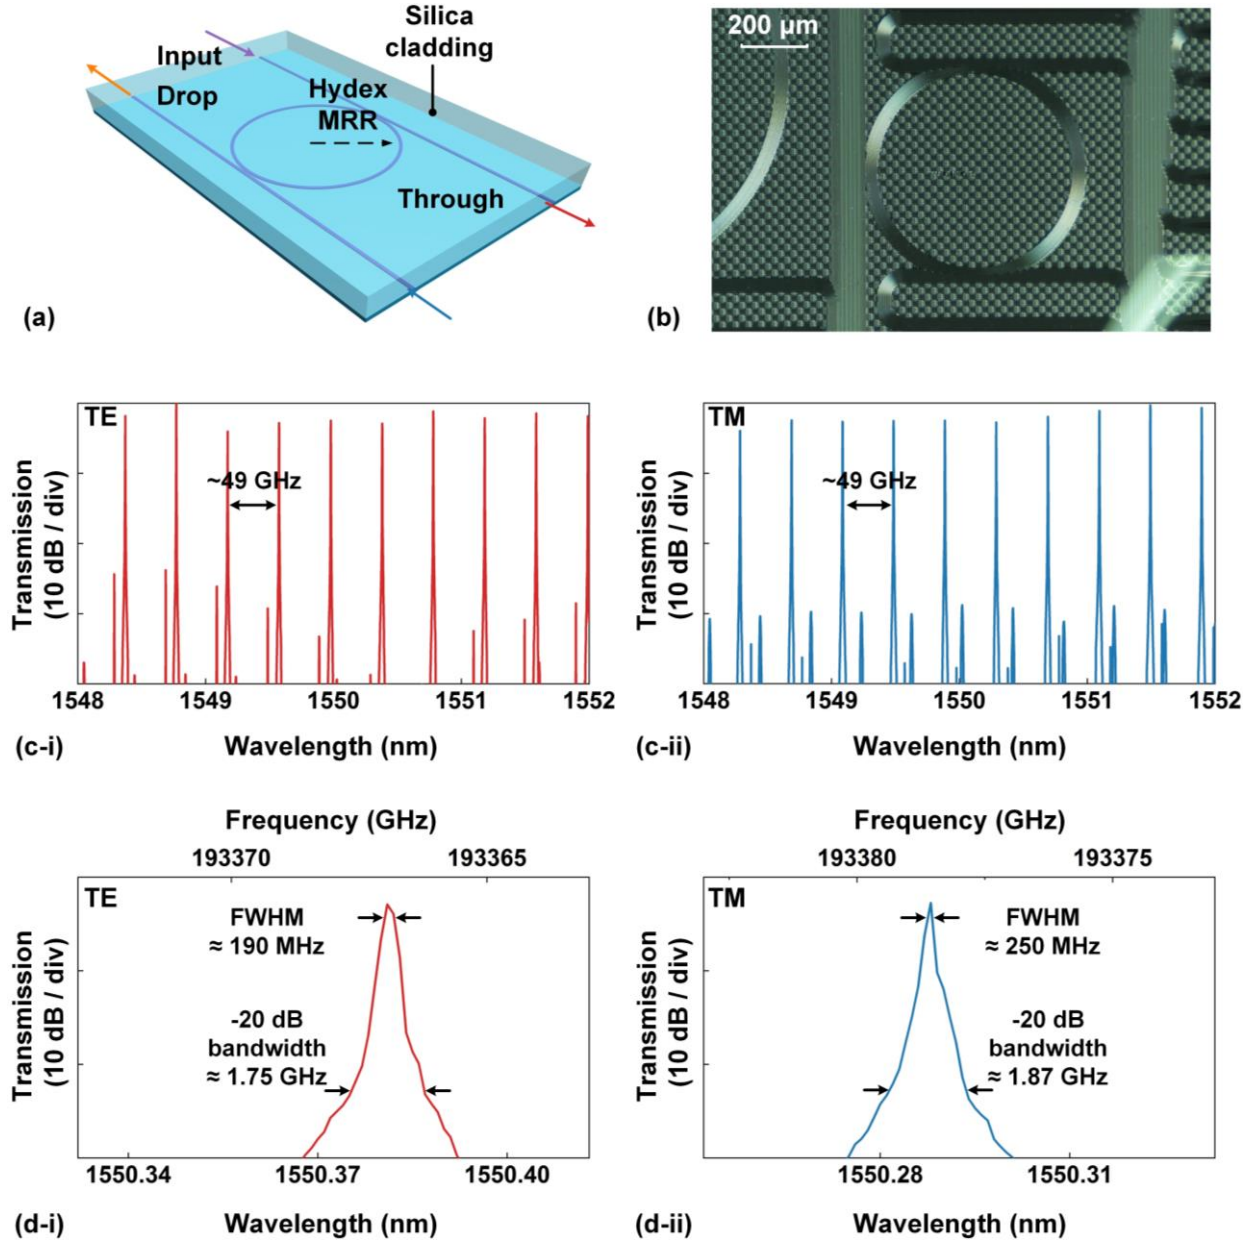 Silica
cladding
Input
Drop
Hydex
MRR
Through
(a)
200 µm
(b)
TE
~49 GHz
Transmission
(10 dB / div)
1548
1549
1550
1551
1552
Wavelength (nm)
(c-i)
TM
~49 GHz
Transmission
(10 dB / div)
1548
1549
1550
1551
1552
Wavelength (nm)
(c-ii)
Frequency (GHz)
193370
193365
TE
FWHM
≈ 190 MHz
-20 dB
bandwidth
≈ 1.75 GHz
Transmission
(10 dB / div)
1550.34
1550.37
1550.40
Wavelength (nm)
(d-i)
Frequency (GHz)
193380
193375
TM
FWHM
≈ 250 MHz
-20 dB
bandwidth
≈ 1.87 GHz
Transmission
(10 dB / div)
1550.28
1550.31
Wavelength (nm)
(d-ii)